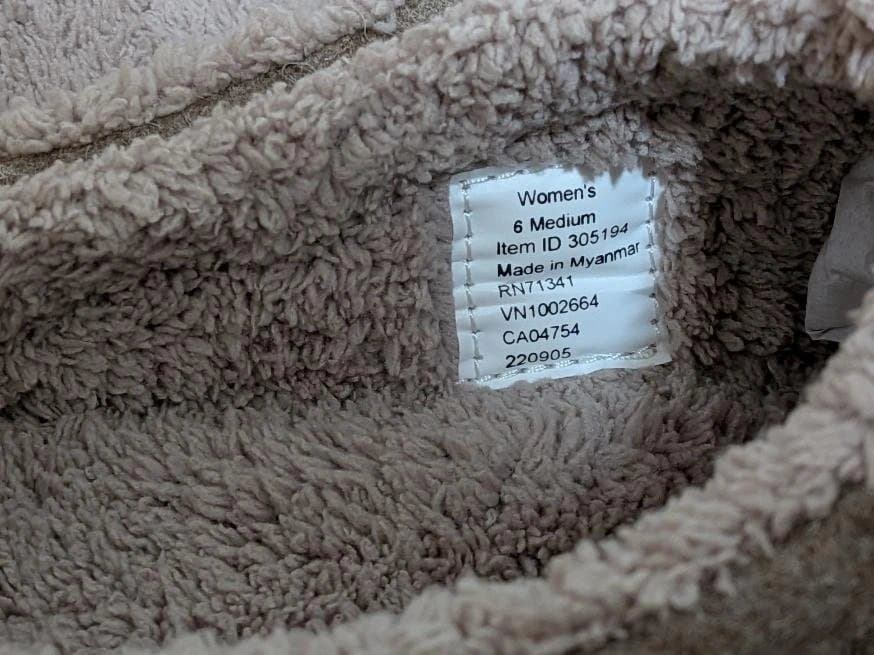 Women's
6 Medium
Item ID 305194
Made in Myanmar
RN71341
VN1002664
CA04754
220905